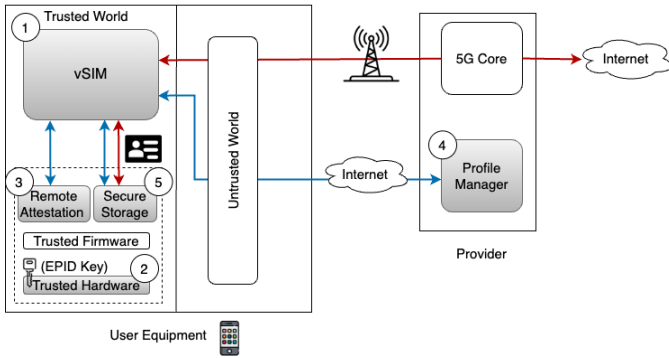 Trusted World
1
vSIM
3
Remote
Attestation
5
Secure
Storage
Trusted Firmware
(EPID Key)
2
Trusted Hardware
Untrusted World
User Equipment
Internet
5G Core
4
Profile
Manager
Provider
Internet